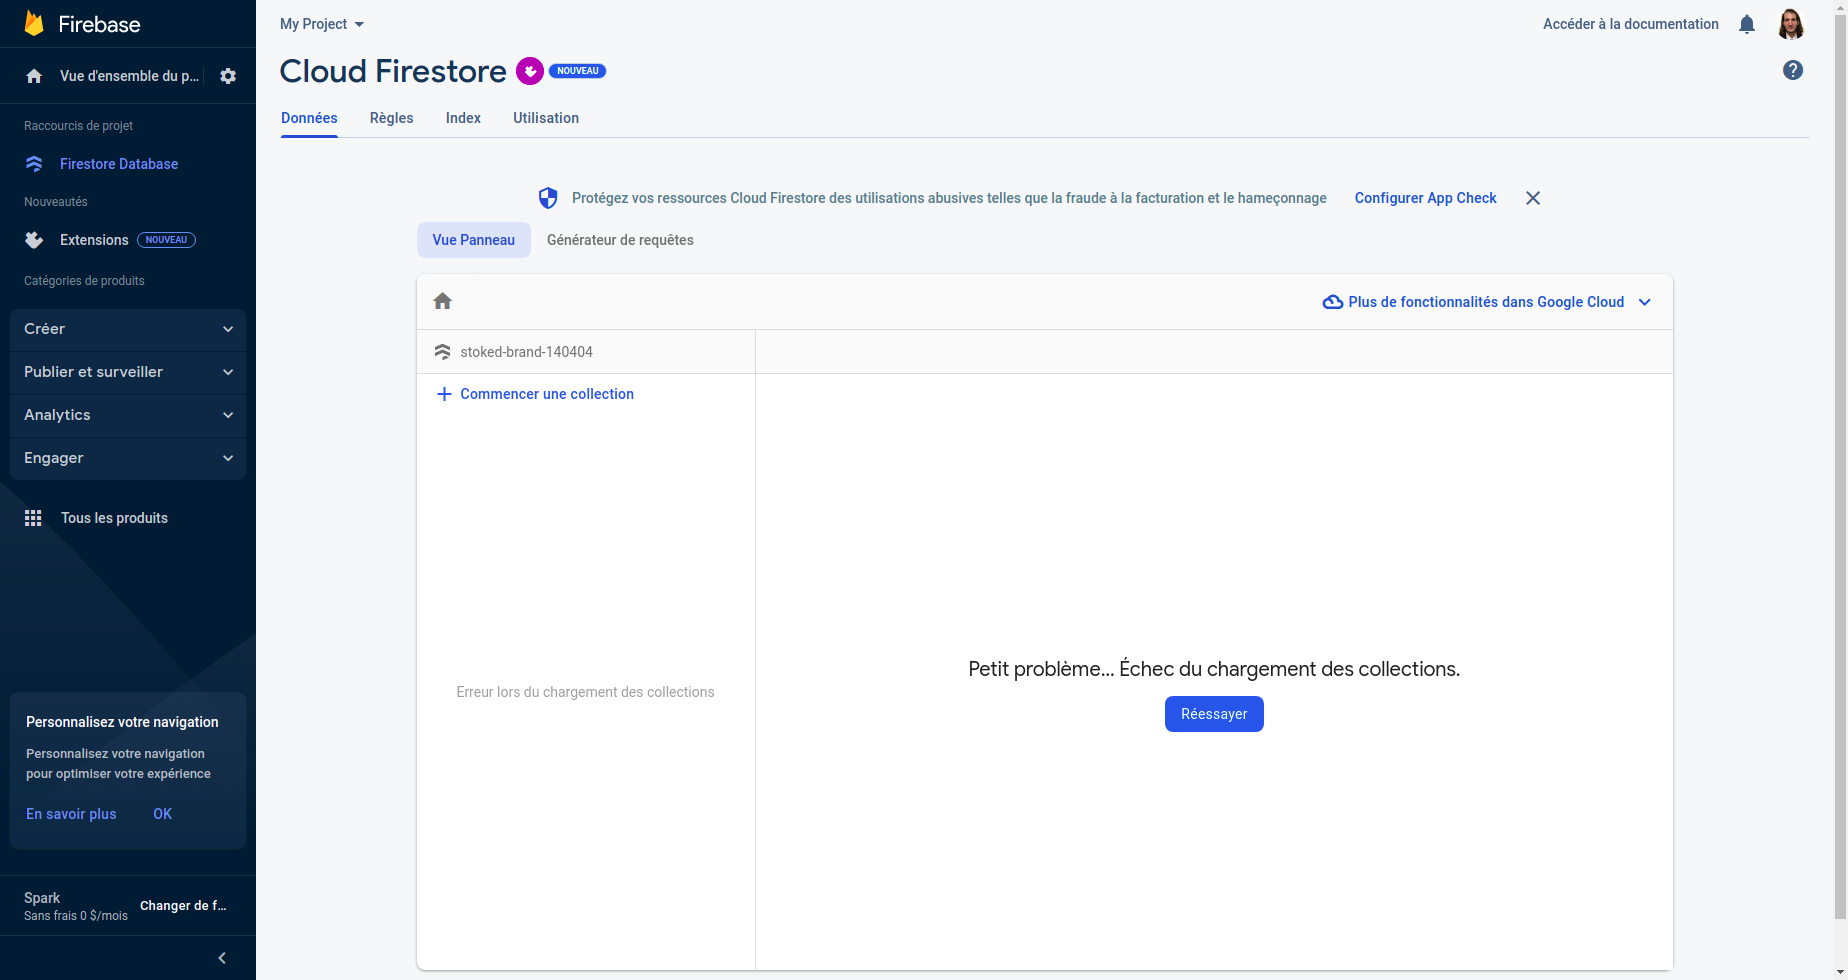 Firebase
My Project
Accéder à la documentation
Vue d'ensemble du p...
Cloud Firestore
NOUVEAU
Données
Règles
Index
Utilisation
Raccourcis de projet
Firestore Database
Nouveautés
Extensions
NOUVEAU
Catégories de produits
Créer
Publier et surveiller
Analytics
Engager
Tous les produits
Personnalisez votre navigation
Personnalisez votre navigation
pour optimiser votre expérience
En savoir plus
OK
Spark
Sans frais 0 $/mois
Changer de f...
Protégez vos ressources Cloud Firestore des utilisations abusives telles que la fraude à la facturation et le hameçonnage
Configurer App Check
Vue Panneau
Générateur de requêtes
Plus de fonctionnalités dans Google Cloud
stoked-brand-140404
Commencer une collection
Erreur lors du chargement des collections
Petit problème... Échec du chargement des collections.
Réessayer